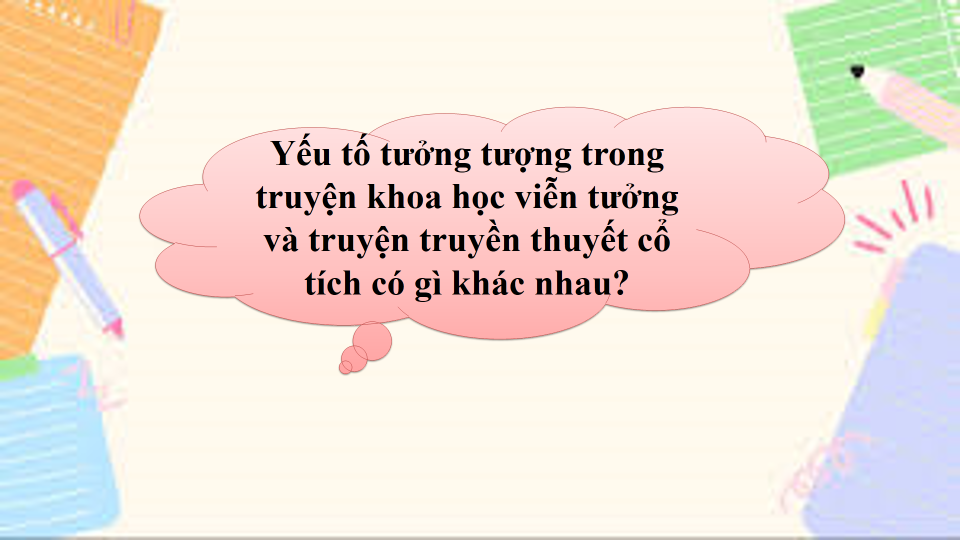 Yếu tố tưởng tượng trong
truyện khoa học viễn tưởng
và truyện truyền thuyết cổ
tích có gì khác nhau?